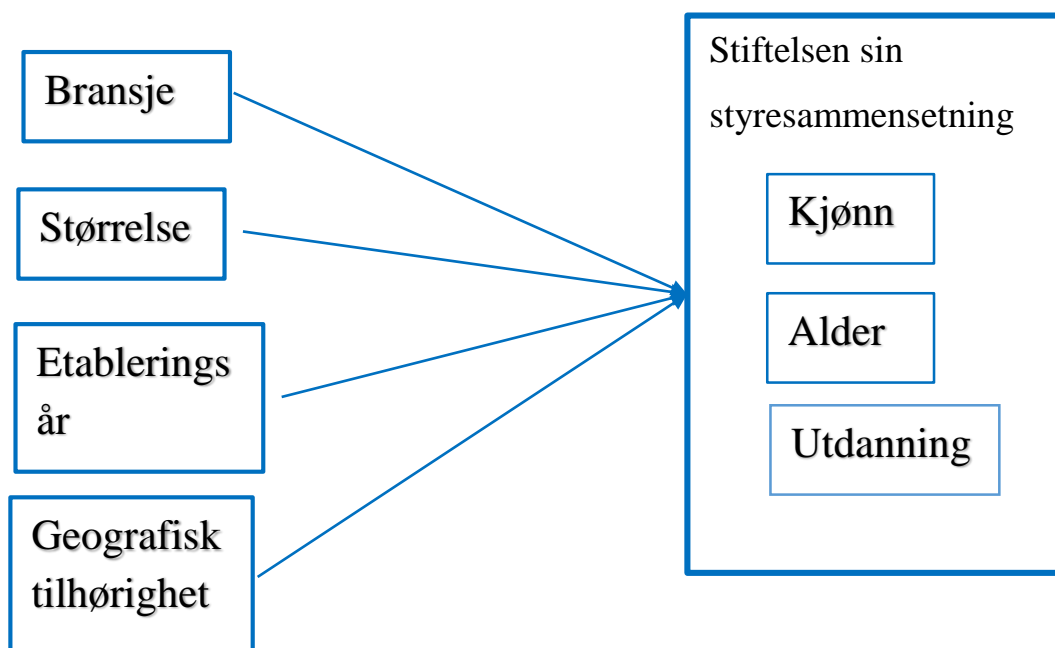 Bransje
Størrelse
Etablerings
år
Geografisk
tilhørighet
Stiftelsen sin
styresammensetning
Kjønn
Alder
Utdanning